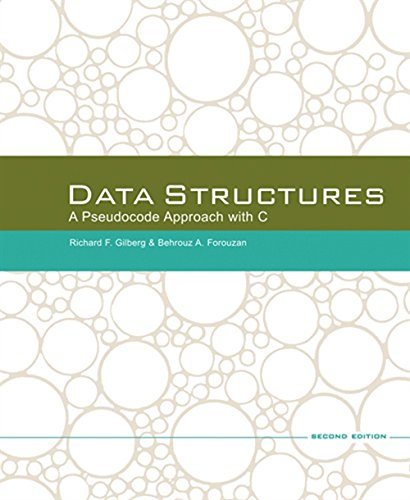 DATA STRUCTURES
A Pseudocode Approach with C
Richard F. Gilberg & Behrouz A. Forouzan
SECOND EDITION